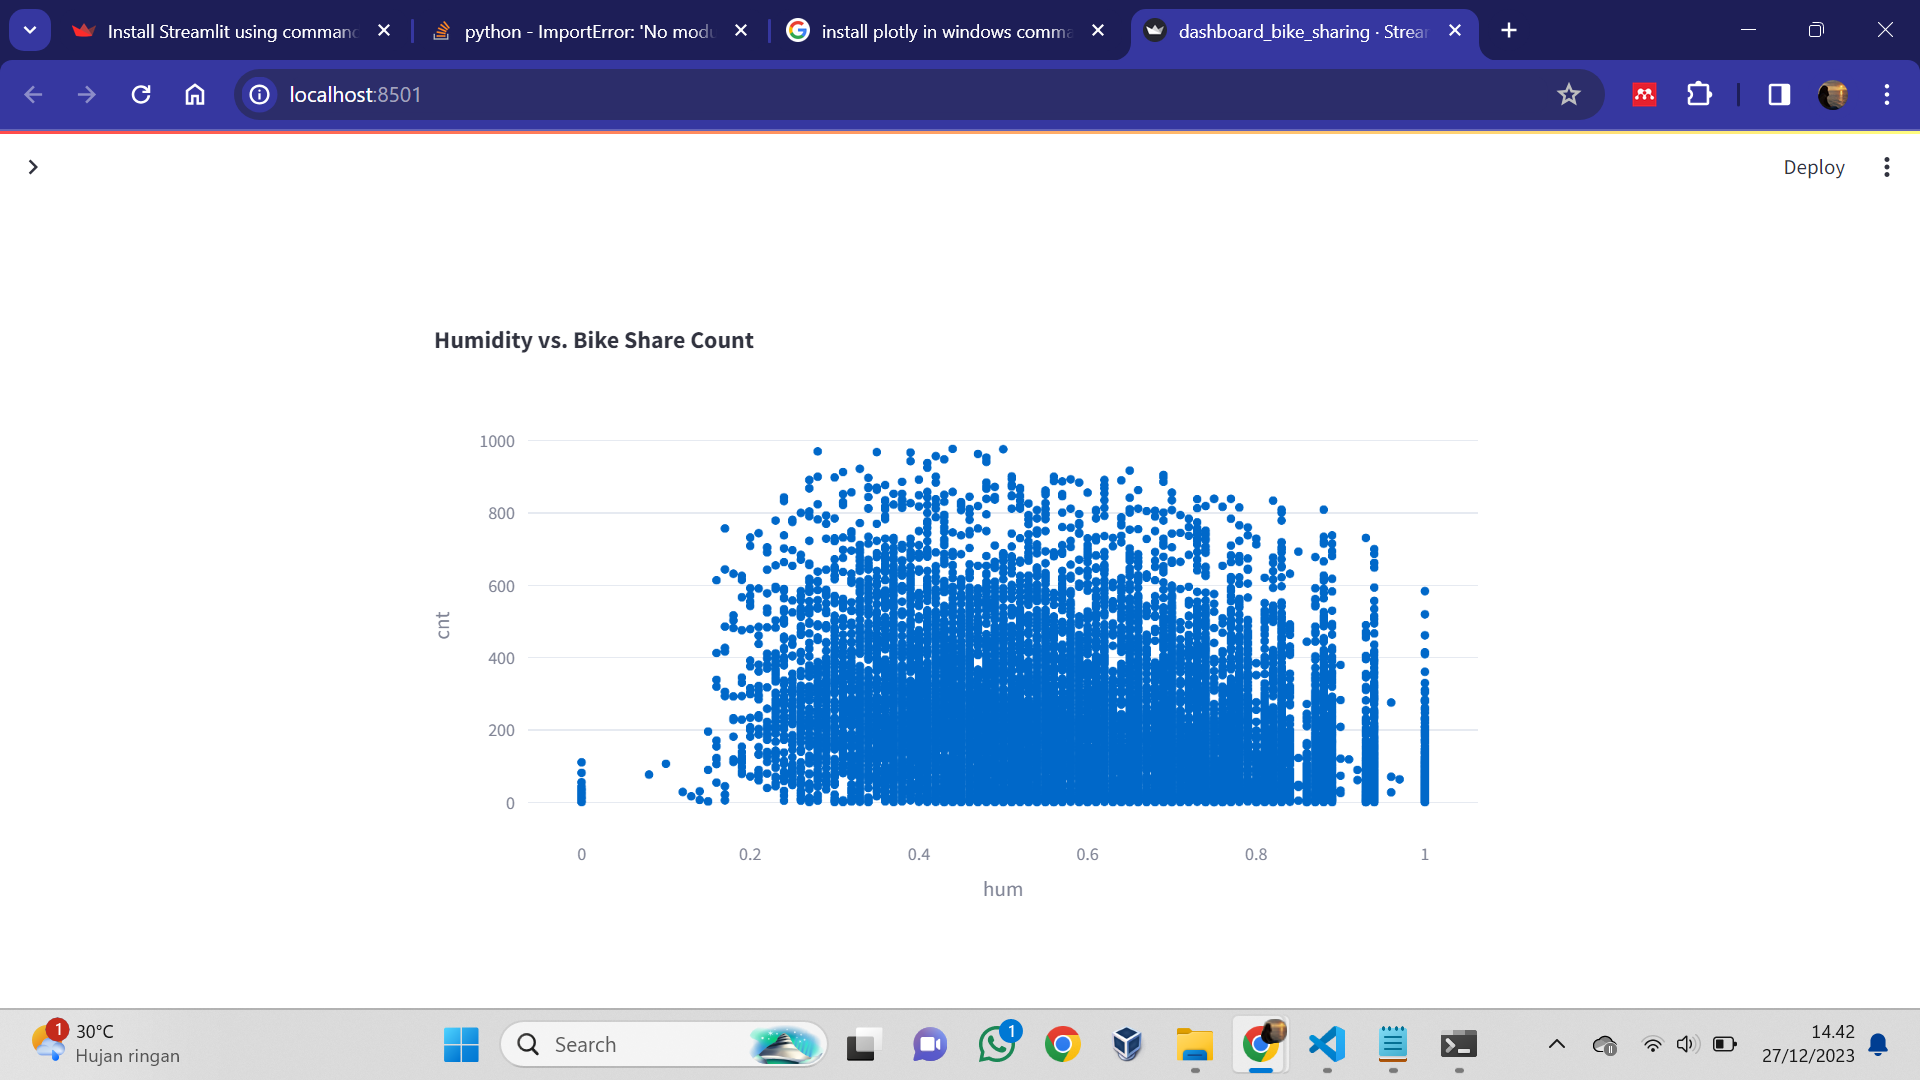 Install Streamlit using command
python - ImportError: 'No modu
install plotly in windows comma
dashboard_bike_sharing · Strea
localhost:8501
Deploy
Humidity vs. Bike Share Count
1000
800
600
400
200
0
cnt
0 0.2 0.4 0.6 0.8 1
hum
1
30°C
Hujan ringan
Search
1
14.42
27/12/2023